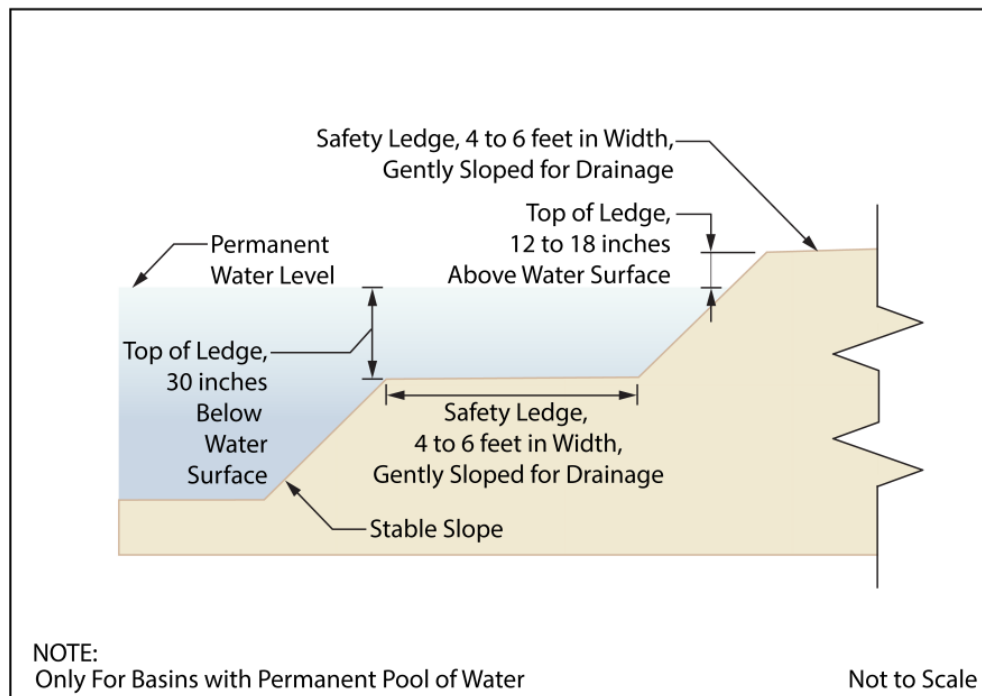 Safety Ledge, 4 to 6 feet in Width,
Gently Sloped for Drainage
Top of Ledge,
12 to 18 inches
Above Water Surface
Permanent
Water Level
Top of Ledge,
30 inches
Below
Water
Surface
Safety Ledge,
4 to 6 feet in Width,
Gently Sloped for Drainage
Stable Slope
NOTE:
Only For Basins with Permanent Pool of Water
Not to Scale